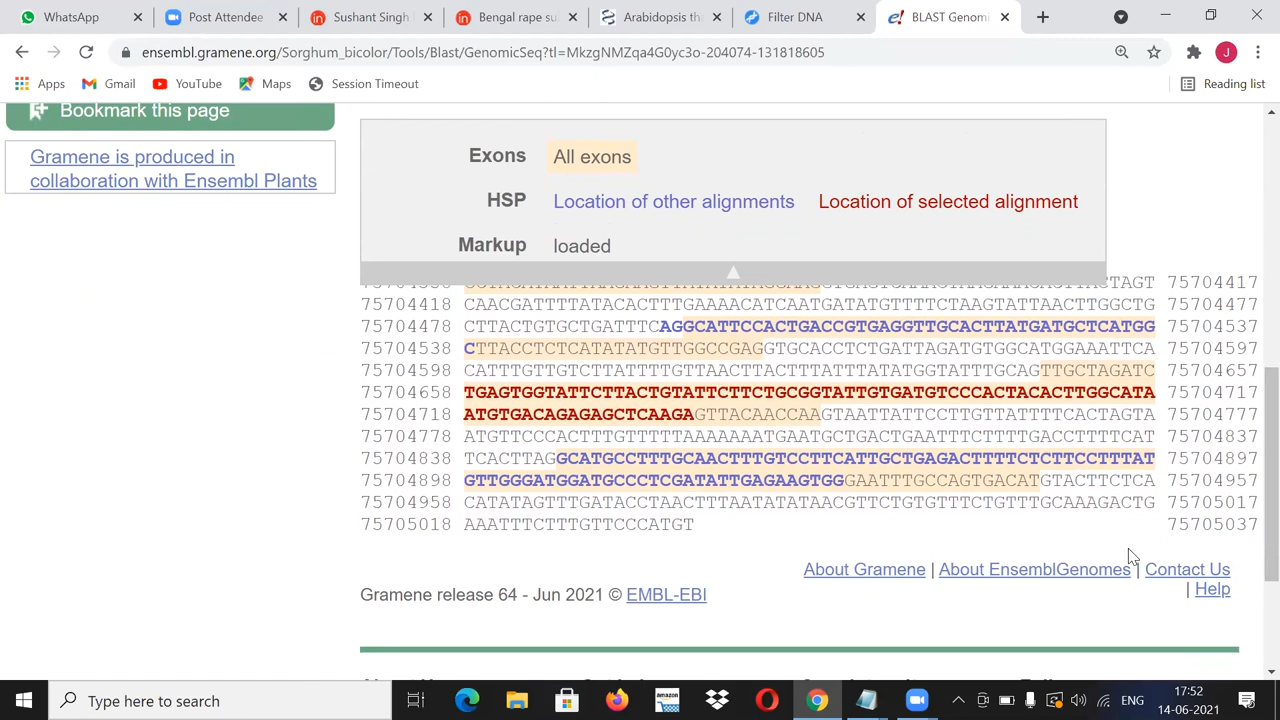 WhatsApp
Post Attendee
Sushant Singh
Bengal rape su
Arabidopsis th
Filter DNA
BLAST Genomi
ensembl.gramene.org/Sorghum_bicolor/Tools/Blast/GenomicSeq?tl=MkzgNMZqa4G0yc3o-204074-131818605
J
Apps Gmail YouTube Maps Session Timeout Reading list
Bookmark this page
Gramene is produced in
collaboration with Ensembl Plants
Exons All exons
HSP Location of other alignments Location of selected alignment
Markup loaded
75704417
75704418 CAACGATTTTATACACTTTGAAAACATCAATGATATGTTTTCTAAGTATTAACTTGGCTG 75704477
75704478 CTTACTGTGCTGATTTCAGGCATTCCACTGACCGTGAGGTTGCACTTATGATGCTCATGG 75704537
75704538 CTTACCTCTCATATATGTTGGCCGAGGTGCACCTCTGATTAGATGTGGCATGGAAATTCA 75704597
75704598 CATTTGTTGTCTTATTTTGTTAACTTACTTTATTTATATGGTATTTGCAGTTGCTAGATC 75704657
75704658 TGAGTGGTATTCTTACTGTATTCTTCTGCGGTATTGTGATGTCCCACTACACTTGGCATA 75704717
75704718 ATGTGACAGAGAGCTCAAGAGTTACAACCAAGTAATTATTCCTTGTTATTTTCACTAGTA 75704777
75704778 ATGTTCCCACTTTGTTTTTAAAAAAATGAATGCTGACTGAATTTCTTTTGACCTTTTCAT 75704837
75704838 TCACTTAGGCATGCCTTTGCAACTTTGTCCTTCATTGCTGAGACTTTTCTCTTCCTTTAT 75704897
75704898 GTTGGGATGGATGCCCTCGATATTGAGAAGTGGGAATTTGCCAGTGACATGTACTTCTCA 75704957
75704958 CATATAGTTTGATACCTAACTTTAATATATAACGTTCTGTGTTTCTGTTTGCAAAGACTG 75705017
75705018 AAATTTCTTTGTTCCCATGT 75705037
About Gramene | About EnsemblGenomes | Contact Us
| Help
Gramene release 64 - Jun 2021 © EMBL-EBI
Type here to search
amazon
ENG
17:52
14-06-2021